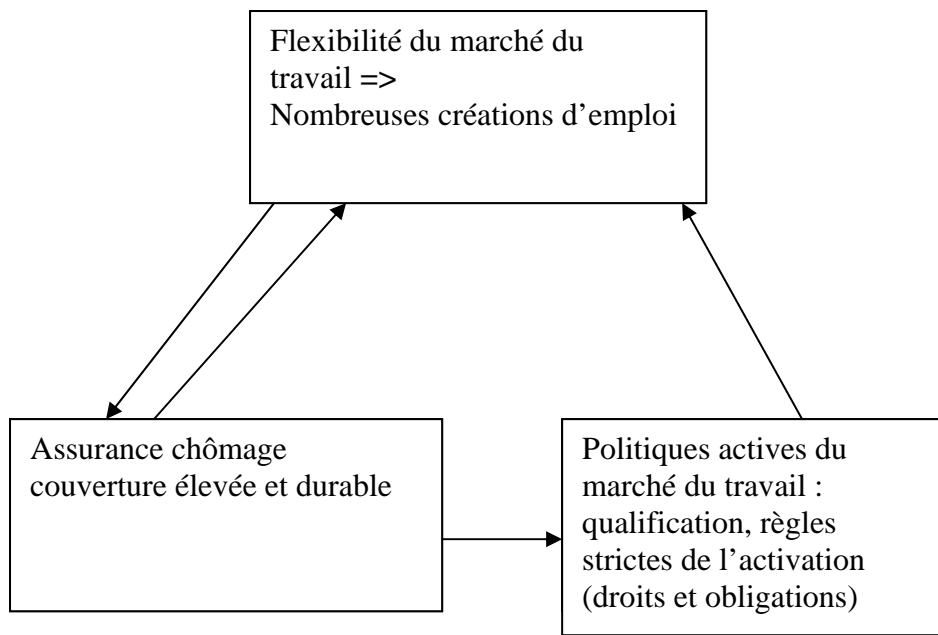 Flexibilité du marché du
travail =>
Nombreuses créations d’emploi
Assurance chômage
couverture élevée et durable
Politiques actives du
marché du travail :
qualification, règles
strictes de l’activation
(droits et obligations)